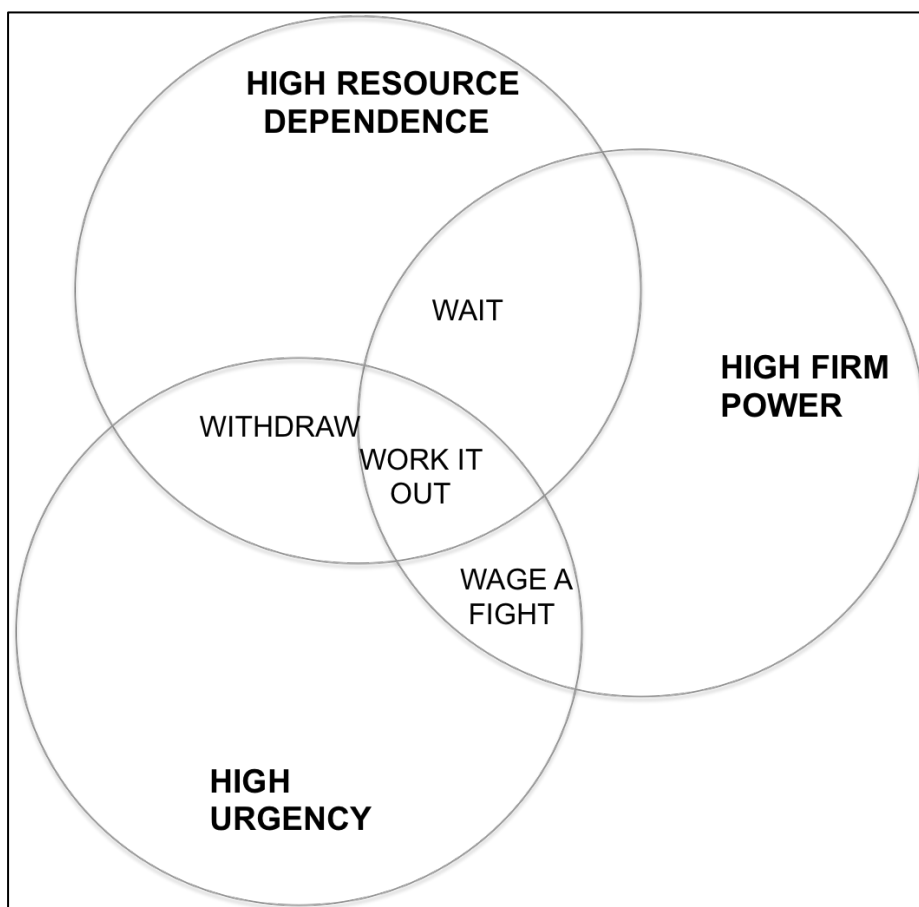 HIGH RESOURCE
DEPENDENCE
WAIT
HIGH FIRM
POWER
WITHDRAW
WORK IT
OUT
WAGE A
FIGHT
HIGH
URGENCY